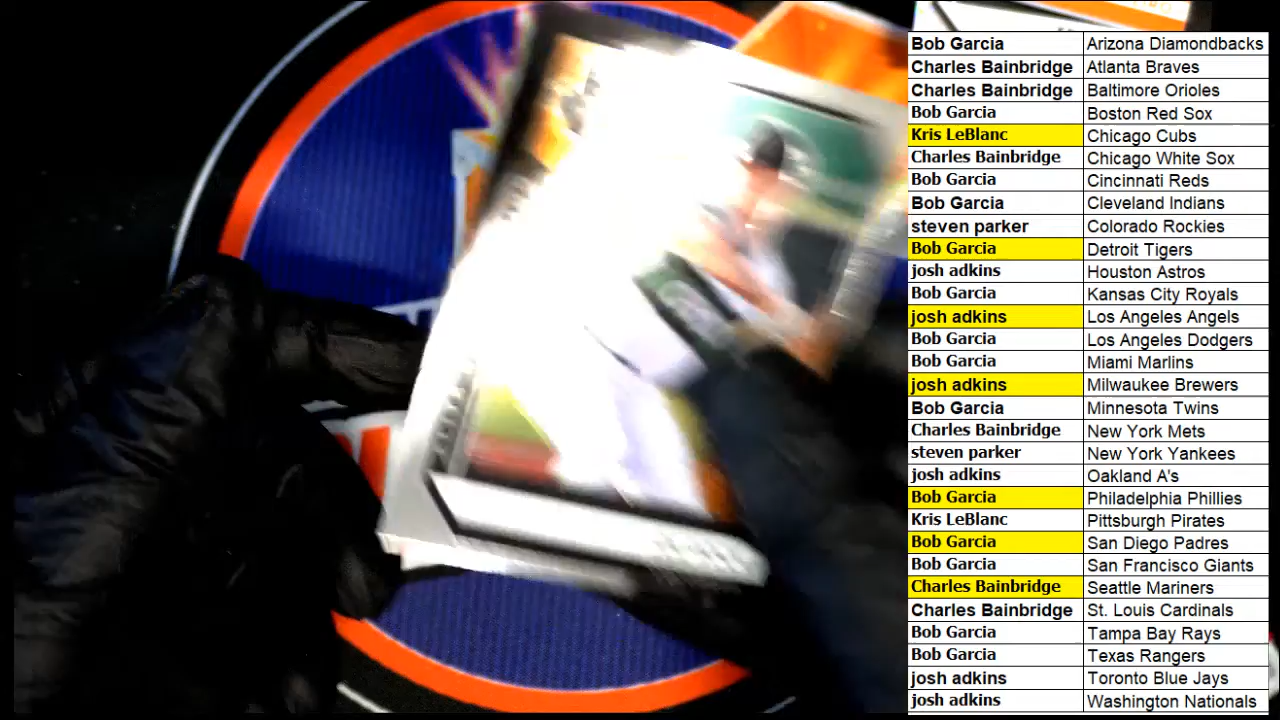 Bob Garcia Arizona Diamondbacks
Charles Bainbridge Atlanta Braves
Charles Bainbridge Baltimore Orioles
Bob Garcia Boston Red Sox
Kris LeBlanc Chicago Cubs
Charles Bainbridge Chicago White Sox
Bob Garcia Cincinnati Reds
Bob Garcia Cleveland Indians
steven parker Colorado Rockies
Bob Garcia Detroit Tigers
josh adkins Houston Astros
Bob Garcia Kansas City Royals
josh adkins Los Angeles Angels
Bob Garcia Los Angeles Dodgers
Bob Garcia Miami Marlins
josh adkins Milwaukee Brewers
Bob Garcia Minnesota Twins
Charles Bainbridge New York Mets
steven parker New York Yankees
josh adkins Oakland A's
Bob Garcia Philadelphia Phillies
Kris LeBlanc Pittsburgh Pirates
Bob Garcia San Diego Padres
Bob Garcia San Francisco Giants
Charles Bainbridge Seattle Mariners
Charles Bainbridge St. Louis Cardinals
Bob Garcia Tampa Bay Rays
Bob Garcia Texas Rangers
josh adkins Toronto Blue Jays
josh adkins Washington Nationals